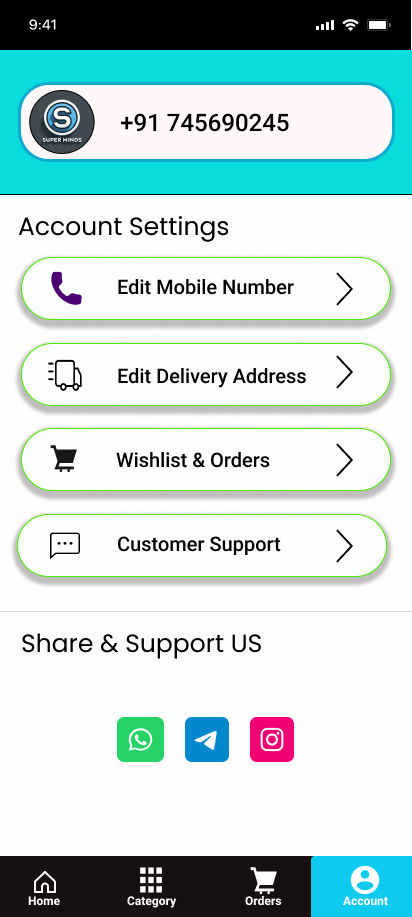 9:41
S
SUPER MINDS
+91 745690245
Account Settings
Edit Mobile Number
Edit Delivery Address
Wishlist & Orders
Customer Support
Share & Support US
Home
Category
Orders
Account